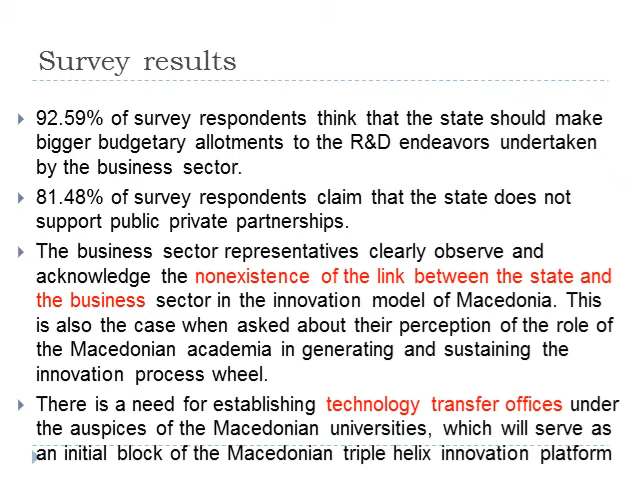 Survey results
92.59% of survey respondents think that the state should make
bigger budgetary allotments to the R&D endeavors undertaken
by the business sector.
81.48% of survey respondents claim that the state does not
support public private partnerships.
The business sector representatives clearly observe and
acknowledge the nonexistence of the link between the state and
the business sector in the innovation model of Macedonia. This
is also the case when asked about their perception of the role of
the Macedonian academia in generating and sustaining the
innovation process wheel.
There is a need for establishing technology transfer offices under
the auspices of the Macedonian universities, which will serve as
an initial block of the Macedonian triple helix innovation platform